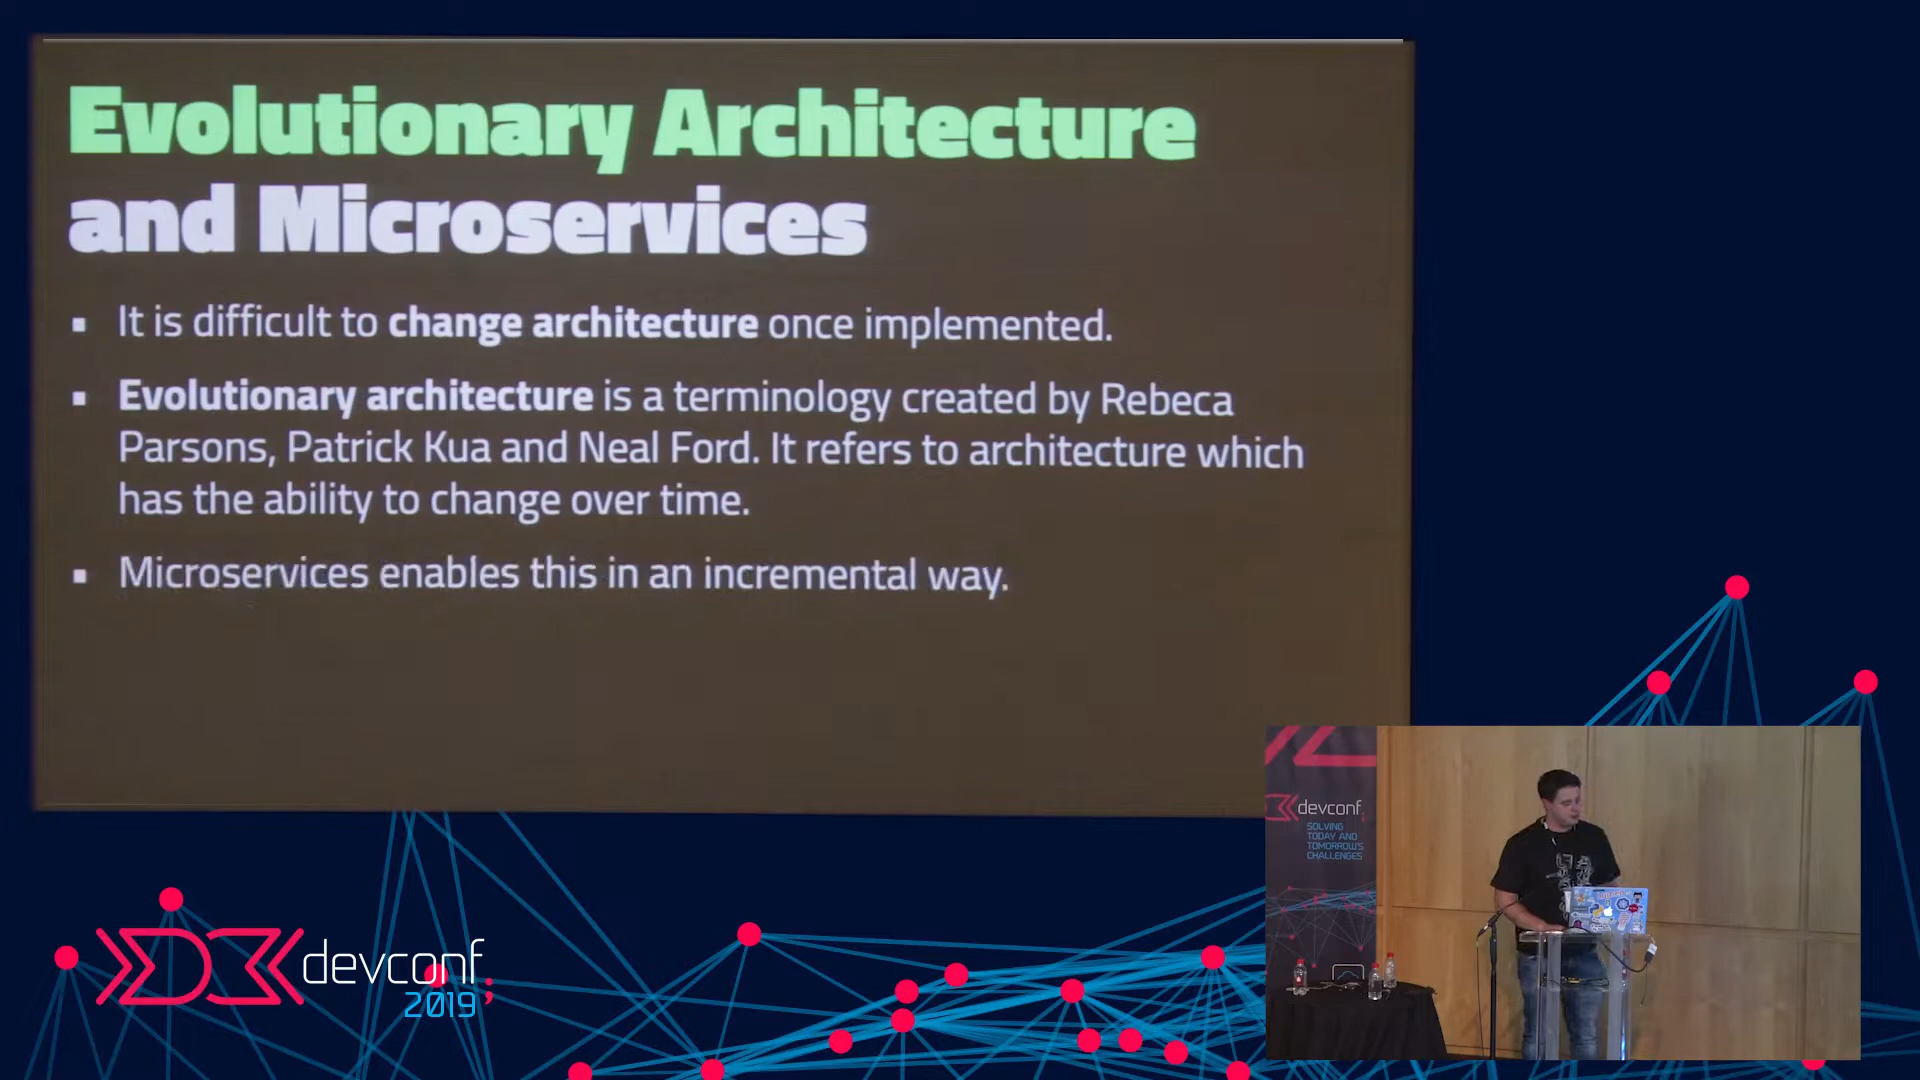 Evolutionary Architecture
and Microservices
▪ It is difficult to change architecture once implemented.
▪ Evolutionary architecture is a terminology created by Rebeca
Parsons, Patrick Kua and Neal Ford. It refers to architecture which
has the ability to change over time.
▪ Microservices enables this in an incremental way.
devconf;
SOLVING
TODAY AND
TOMORROW'S
CHALLENGES
devconf;
2019